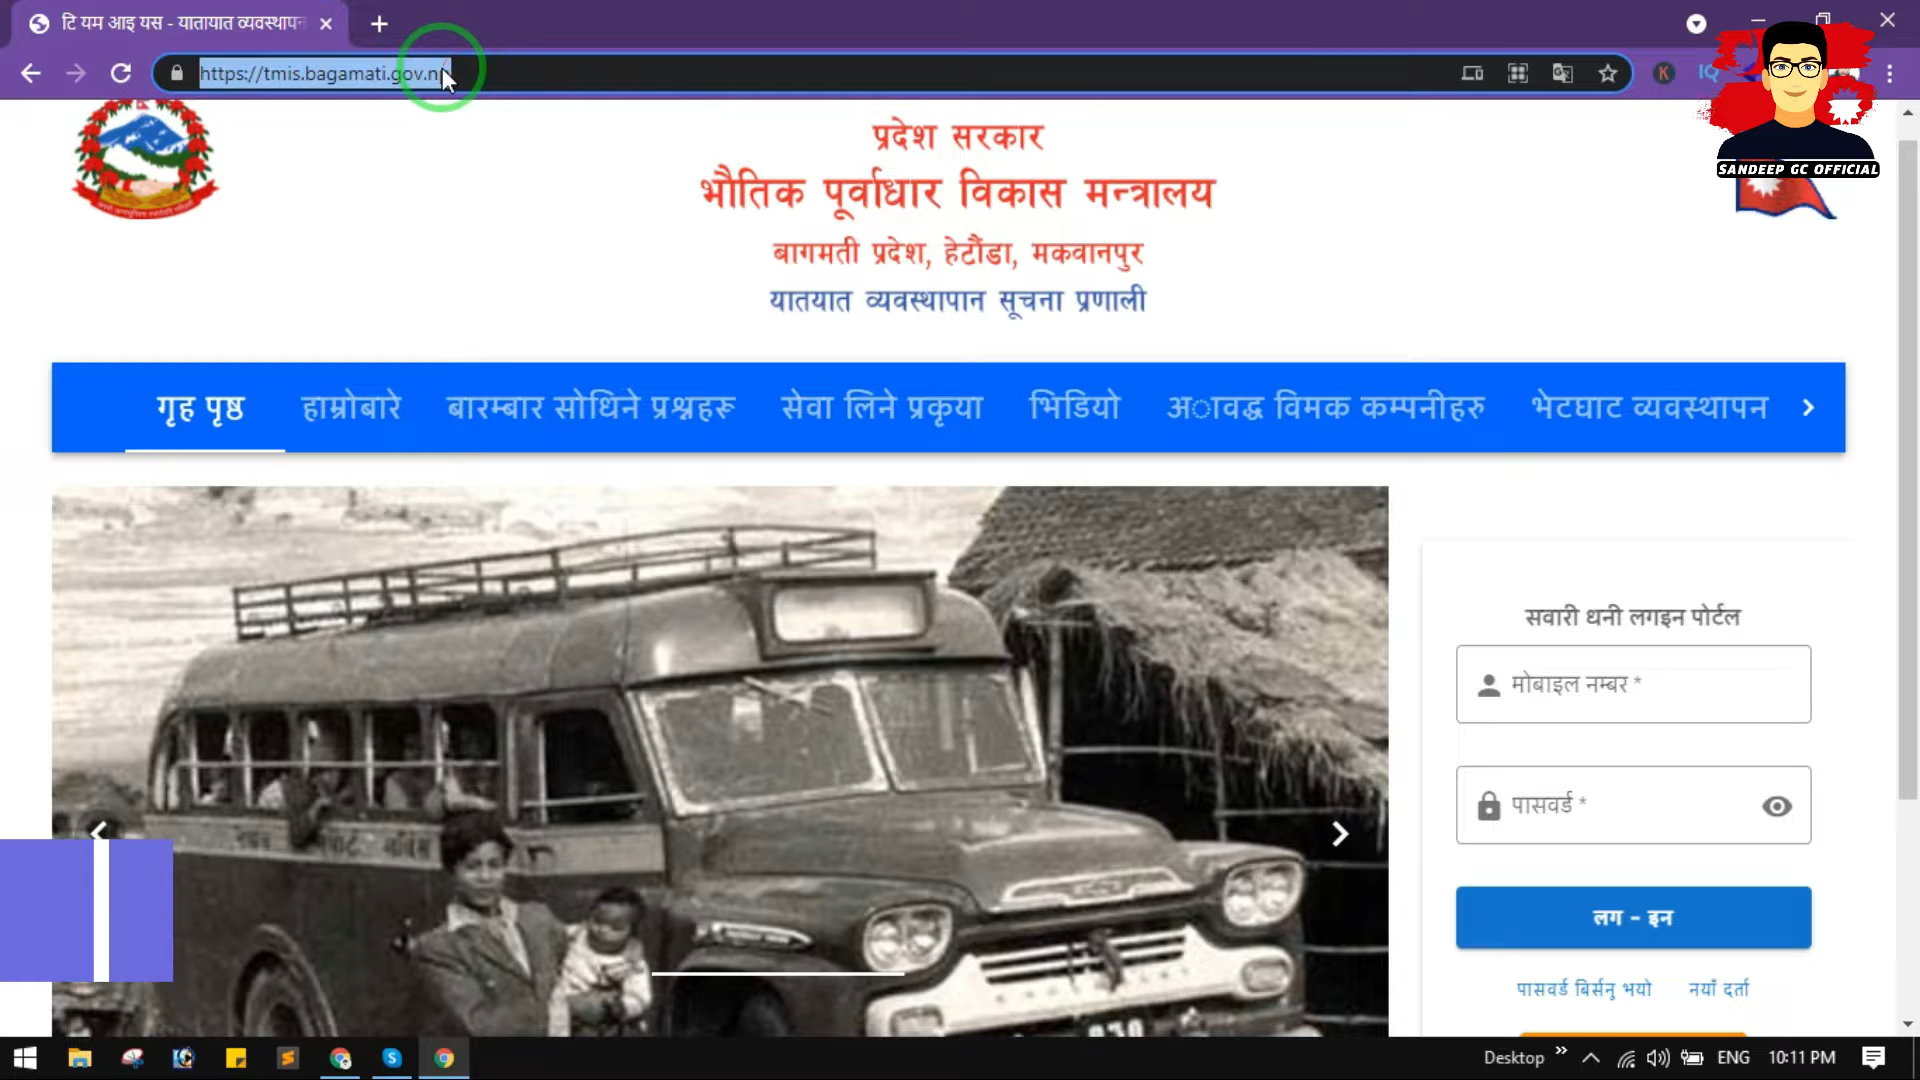 टि यम आइ यस - यातायात व्यवस्थापन
https://tmis.bagamati.gov.np
K
IQ
SANDEEP GC OFFICIAL
प्रदेश सरकार
भौतिक पूर्वाधार विकास मन्त्रालय
बागमती प्रदेश, हेटौंडा, मकवानपुर
यातयात व्यवस्थापान सूचना प्रणाली
गृह पृष्ठ हाम्रोबारे बारम्बार सोधिने प्रश्नहरू सेवा लिने प्रकृया भिडियो अावद्ध विमक कम्पनीहरु भेटघाट व्यवस्थापन
सवारी धनी लगइन पोर्टल
मोबाइल नम्बर *
पासवर्ड *
लग - इन
पासवर्ड बिर्सनु भयो नयाँ दर्ता
Desktop ENG 10:11 PM